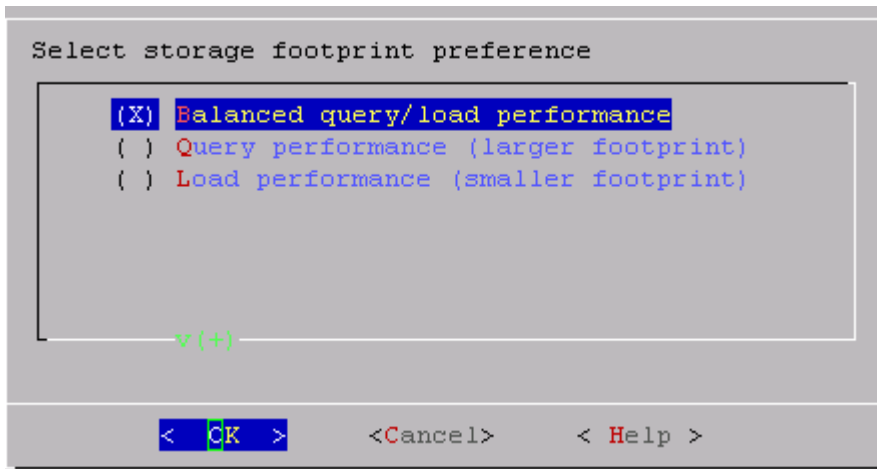 Select storage footprint preference
(X) Balanced query/load performance
( ) Query performance (larger footprint)
( ) Load performance (smaller footprint)
v(+)
< OK > <Cancel> < Help >